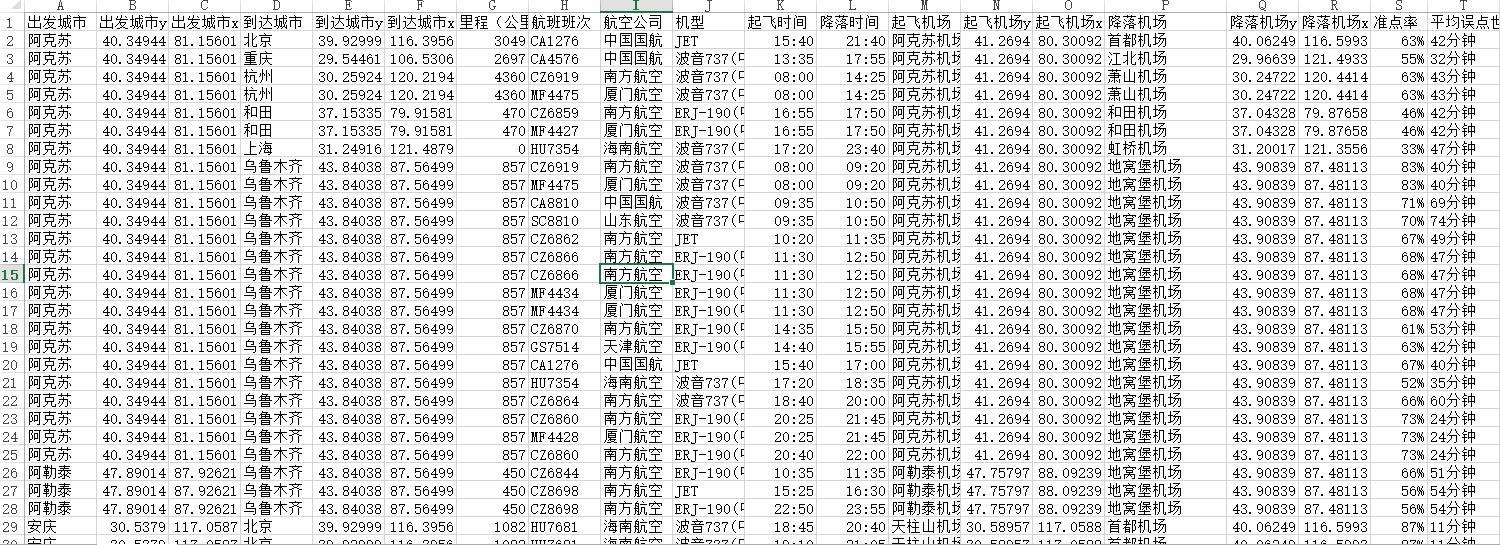 A B C D E F G H I J K L M N O P Q R S T
1 出发城市 出发城市y 出发城市x 到达城市 到达城市y 到达城市x 里程（公里 航班班次 航空公司 机型 起飞时间 降落时间 起飞机场 起飞机场y 起飞机场x 降落机场 降落机场y 降落机场x 准点率 平均误点
2 阿克苏 40.34944 81.15601 北京 39.92999 116.3956 3049 CA1276 中国国航 JET 15:40 21:40 阿克苏机场 41.2694 80.30092 首都机场 40.06249 116.5993 63% 42分钟
3 阿克苏 40.34944 81.15601 重庆 29.54461 106.5306 2697 CA4576 中国国航 波音737(中 13:35 17:55 阿克苏机场 41.2694 80.30092 江北机场 29.96639 121.4933 55% 32分钟
4 阿克苏 40.34944 81.15601 杭州 30.25924 120.2194 4360 CZ6919 南方航空 波音737(中 08:00 14:25 阿克苏机场 41.2694 80.30092 萧山机场 30.24722 120.4414 63% 43分钟
5 阿克苏 40.34944 81.15601 杭州 30.25924 120.2194 4360 MF4475 厦门航空 波音737(中 08:00 14:25 阿克苏机场 41.2694 80.30092 萧山机场 30.24722 120.4414 63% 43分钟
6 阿克苏 40.34944 81.15601 和田 37.15335 79.91581 470 CZ6859 南方航空 ERJ-190(中 16:55 17:50 阿克苏机场 41.2694 80.30092 和田机场 37.04328 79.87658 46% 42分钟
7 阿克苏 40.34944 81.15601 和田 37.15335 79.91581 470 MF4427 厦门航空 ERJ-190(中 16:55 17:50 阿克苏机场 41.2694 80.30092 和田机场 37.04328 79.87658 46% 42分钟
8 阿克苏 40.34944 81.15601 上海 31.24916 121.4879 0 HU7354 海南航空 波音737(中 17:20 23:40 阿克苏机场 41.2694 80.30092 虹桥机场 31.20017 121.3556 33% 47分钟
9 阿克苏 40.34944 81.15601 乌鲁木齐 43.84038 87.56499 857 CZ6919 南方航空 波音737(中 08:00 09:20 阿克苏机场 41.2694 80.30092 地窝堡机场 43.90839 87.48113 83% 40分钟
10 阿克苏 40.34944 81.15601 乌鲁木齐 43.84038 87.56499 857 MF4475 厦门航空 波音737(中 08:00 09:20 阿克苏机场 41.2694 80.30092 地窝堡机场 43.90839 87.48113 83% 40分钟
11 阿克苏 40.34944 81.15601 乌鲁木齐 43.84038 87.56499 857 CA8810 中国国航 波音737(中 09:35 10:50 阿克苏机场 41.2694 80.30092 地窝堡机场 43.90839 87.48113 71% 69分钟
12 阿克苏 40.34944 81.15601 乌鲁木齐 43.84038 87.56499 857 SC8810 山东航空 波音737(中 09:35 10:50 阿克苏机场 41.2694 80.30092 地窝堡机场 43.90839 87.48113 70% 74分钟
13 阿克苏 40.34944 81.15601 乌鲁木齐 43.84038 87.56499 857 CZ6862 南方航空 JET 10:20 11:35 阿克苏机场 41.2694 80.30092 地窝堡机场 43.90839 87.48113 67% 49分钟
14 阿克苏 40.34944 81.15601 乌鲁木齐 43.84038 87.56499 857 CZ6866 南方航空 ERJ-190(中 11:30 12:50 阿克苏机场 41.2694 80.30092 地窝堡机场 43.90839 87.48113 68% 47分钟
15 阿克苏 40.34944 81.15601 乌鲁木齐 43.84038 87.56499 857 CZ6866 南方航空 ERJ-190(中 11:30 12:50 阿克苏机场 41.2694 80.30092 地窝堡机场 43.90839 87.48113 68% 47分钟
16 阿克苏 40.34944 81.15601 乌鲁木齐 43.84038 87.56499 857 MF4434 厦门航空 ERJ-190(中 11:30 12:50 阿克苏机场 41.2694 80.30092 地窝堡机场 43.90839 87.48113 68% 47分钟
17 阿克苏 40.34944 81.15601 乌鲁木齐 43.84038 87.56499 857 MF4434 厦门航空 ERJ-190(中 11:30 12:50 阿克苏机场 41.2694 80.30092 地窝堡机场 43.90839 87.48113 68% 47分钟
18 阿克苏 40.34944 81.15601 乌鲁木齐 43.84038 87.56499 857 CZ6870 南方航空 ERJ-190(中 14:35 15:50 阿克苏机场 41.2694 80.30092 地窝堡机场 43.90839 87.48113 61% 53分钟
19 阿克苏 40.34944 81.15601 乌鲁木齐 43.84038 87.56499 857 GS7514 天津航空 ERJ-190(中 14:40 15:55 阿克苏机场 41.2694 80.30092 地窝堡机场 43.90839 87.48113 63% 42分钟
20 阿克苏 40.34944 81.15601 乌鲁木齐 43.84038 87.56499 857 CA1276 中国国航 JET 15:40 17:00 阿克苏机场 41.2694 80.30092 地窝堡机场 43.90839 87.48113 67% 40分钟
21 阿克苏 40.34944 81.15601 乌鲁木齐 43.84038 87.56499 857 HU7354 海南航空 波音737(中 17:20 18:35 阿克苏机场 41.2694 80.30092 地窝堡机场 43.90839 87.48113 52% 35分钟
22 阿克苏 40.34944 81.15601 乌鲁木齐 43.84038 87.56499 857 CZ6864 南方航空 波音737(中 18:40 20:00 阿克苏机场 41.2694 80.30092 地窝堡机场 43.90839 87.48113 66% 60分钟
23 阿克苏 40.34944 81.15601 乌鲁木齐 43.84038 87.56499 857 CZ6860 南方航空 ERJ-190(中 20:25 21:45 阿克苏机场 41.2694 80.30092 地窝堡机场 43.90839 87.48113 73% 24分钟
24 阿克苏 40.34944 81.15601 乌鲁木齐 43.84038 87.56499 857 MF4428 厦门航空 ERJ-190(中 20:25 21:45 阿克苏机场 41.2694 80.30092 地窝堡机场 43.90839 87.48113 73% 24分钟
25 阿克苏 40.34944 81.15601 乌鲁木齐 43.84038 87.56499 857 CZ6860 南方航空 ERJ-190(中 20:40 22:00 阿克苏机场 41.2694 80.30092 地窝堡机场 43.90839 87.48113 73% 24分钟
26 阿勒泰 47.89014 87.92621 乌鲁木齐 43.84038 87.56499 450 CZ6844 南方航空 ERJ-190(中 10:35 11:35 阿勒泰机场 47.75797 88.09239 地窝堡机场 43.90839 87.48113 66% 51分钟
27 阿勒泰 47.89014 87.92621 乌鲁木齐 43.84038 87.56499 450 CZ8698 南方航空 JET 15:25 16:30 阿勒泰机场 47.75797 88.09239 地窝堡机场 43.90839 87.48113 56% 54分钟
28 阿勒泰 47.89014 87.92621 乌鲁木齐 43.84038 87.56499 450 CZ8698 南方航空 ERJ-190(中 22:50 23:55 阿勒泰机场 47.75797 88.09239 地窝堡机场 43.90839 87.48113 56% 54分钟
29 安庆 30.5379 117.0587 北京 39.92999 116.3956 1082 HU7681 海南航空 波音737(中 18:45 20:40 天柱山机场 30.58957 117.0588 首都机场 40.06249 116.5993 87% 11分钟